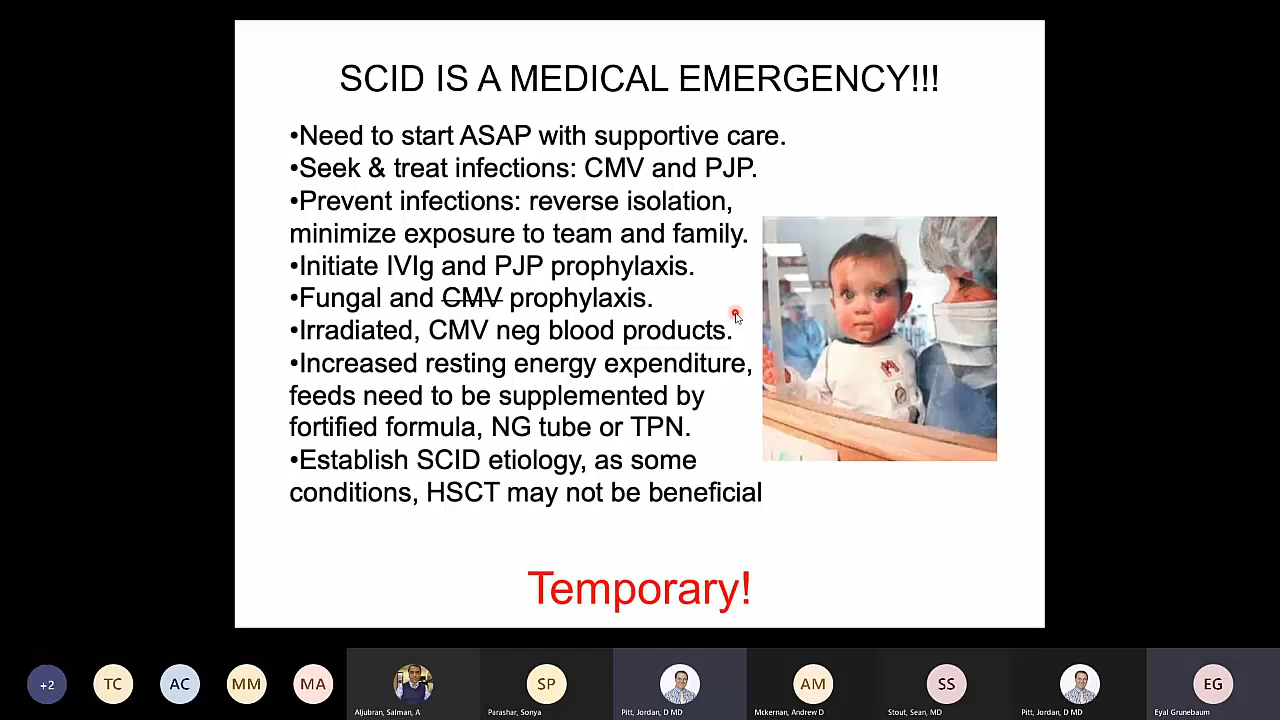 SCID IS A MEDICAL EMERGENCY!!!
•Need to start ASAP with supportive care.
•Seek & treat infections: CMV and PJP.
•Prevent infections: reverse isolation,
minimize exposure to team and family.
•Initiate IVIg and PJP prophylaxis.
•Fungal and CMV prophylaxis.
•Irradiated, CMV neg blood products.
•Increased resting energy expenditure,
feeds need to be supplemented by
fortified formula, NG tube or TPN.
•Establish SCID etiology, as some
conditions, HSCT may not be beneficial
Temporary!
+2 TC AC MM MA SP AM SS EG
Aljubran, Salman, A Parashar, Sonya Pitt, Jordan, D MD Mckernan, Andrew D Stout, Sean, MD Pitt, Jordan, D MD Eyal Grunebaum